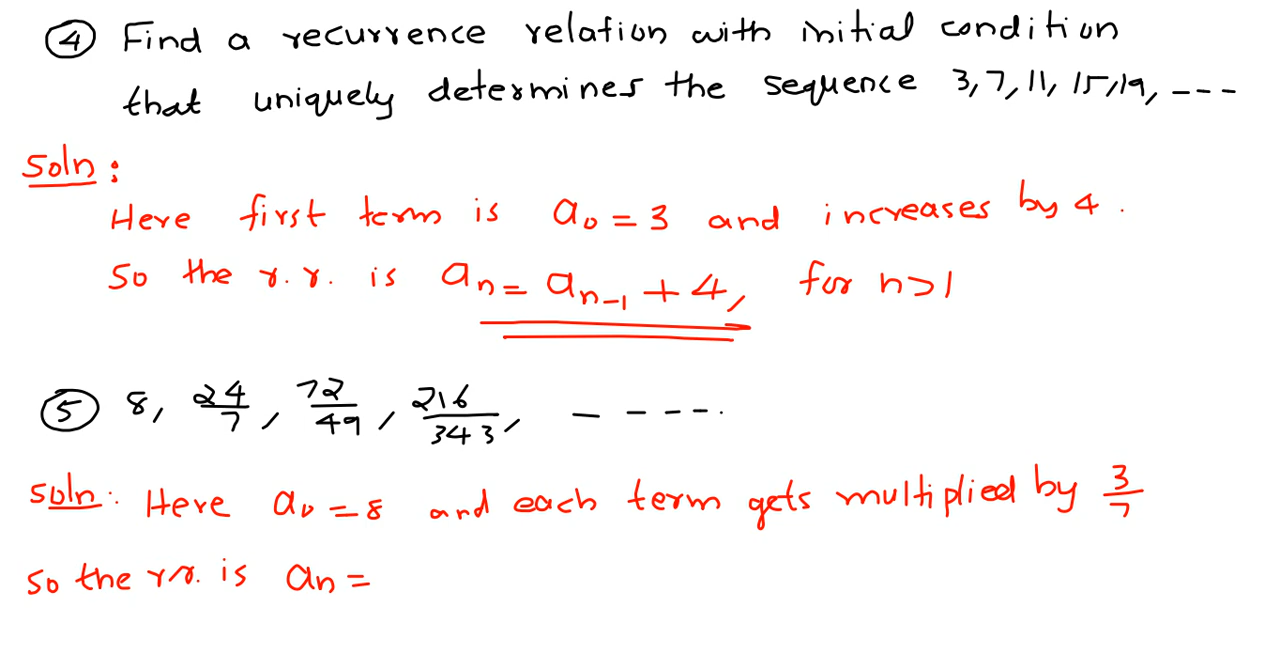 ④ Find a recurrence relation with initial condition
that uniquely determines the sequence 3, 7, 11, 15, 19, ---
Soln :
Here first term is a₀ = 3 and increases by 4 .
So the r.r. is aₙ = aₙ₋₁ + 4, for n>1
⑤ 8, 24/7, 72/49, 216/343, - - - - - .
Soln: Here a₀ = 8 and each term gets multiplied by 3/7
So the r.r. is aₙ =